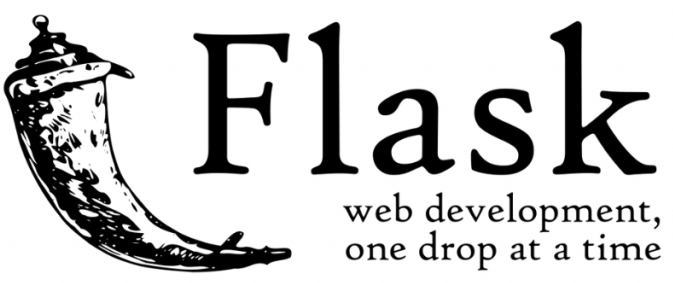 Flask
web development,
one drop at a time